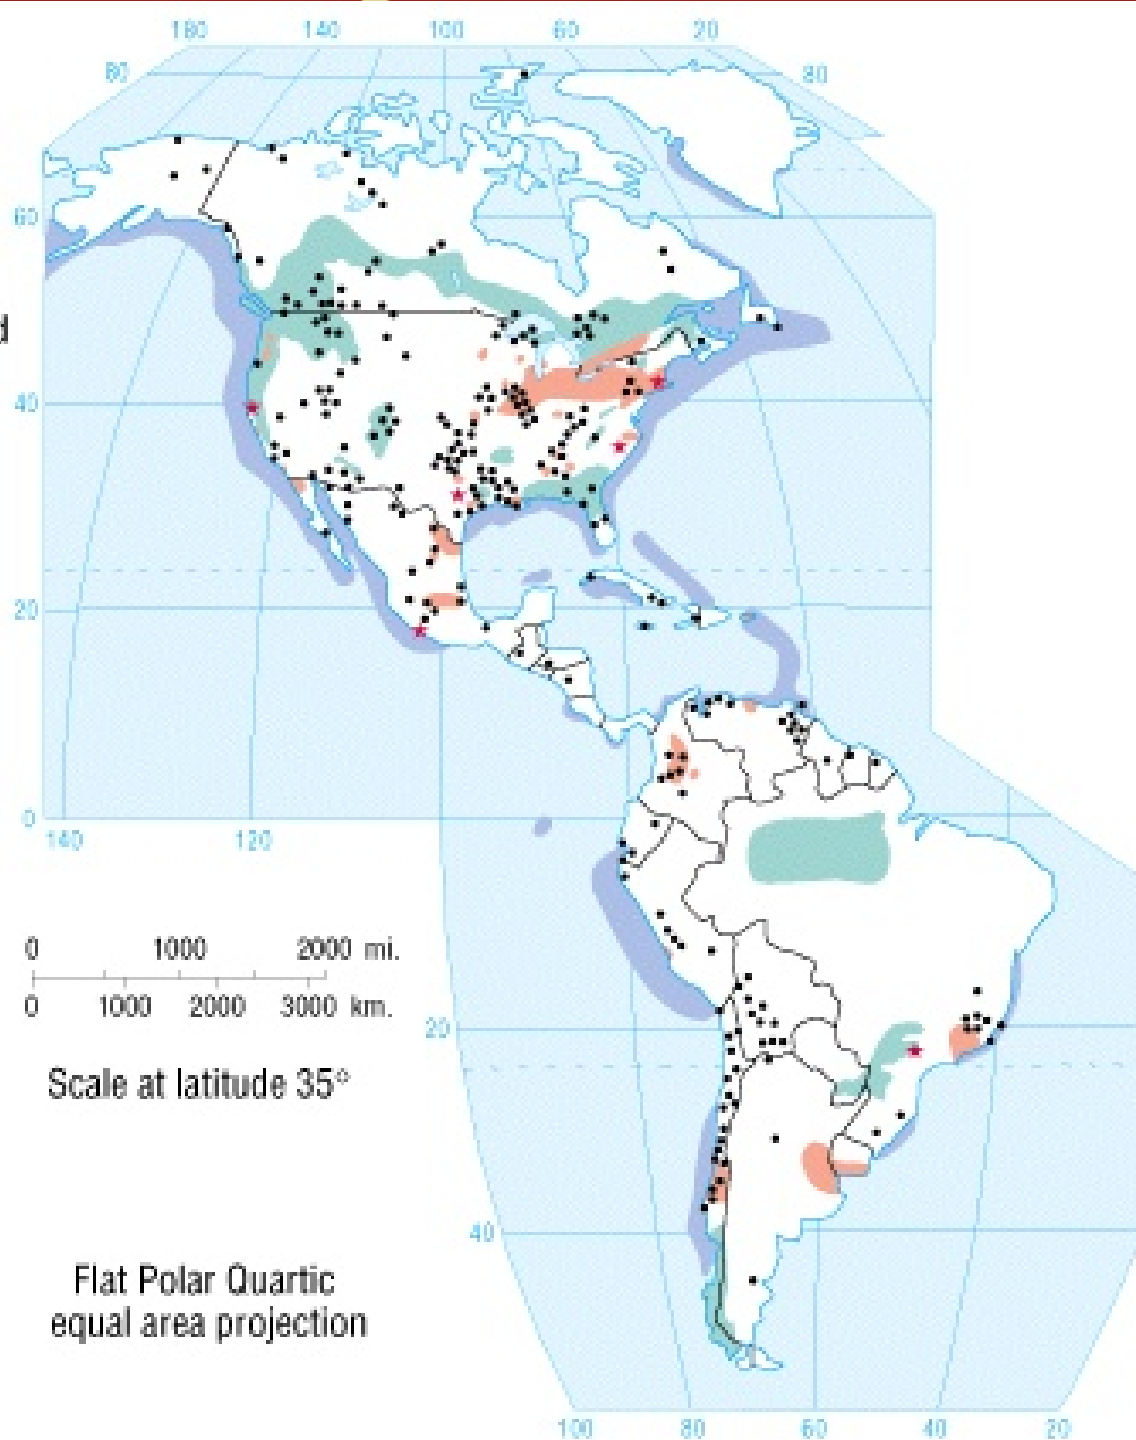 180 140 100 60 20
80 80
60
40
20
0
140 120
0 1000 2000 mi.
0 1000 2000 3000 km.
20
Scale at latitude 35°
40
Flat Polar Quartic
equal area projection
100 80 60 40 20